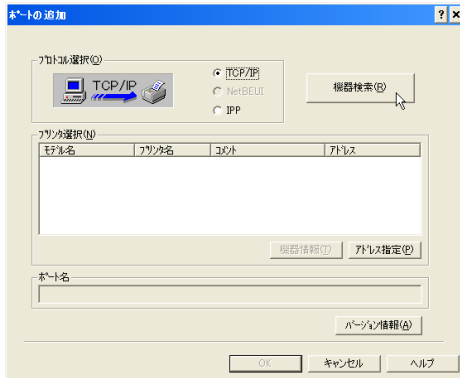 ﾎﾟｰﾄの追加
ﾌﾟﾛﾄｺﾙ選択(O)
TCP/IP
TCP/IP
NetBEUI
IPP
機器検索(R)
ﾌﾟﾘﾝﾀ選択(N)
ﾓﾃﾞﾙ名 ﾌﾟﾘﾝﾀ名 ｺﾒﾝﾄ ｱﾄﾞﾚｽ
機器情報(T) ｱﾄﾞﾚｽ指定(P)
ﾎﾟｰﾄ名
ﾊﾞｰｼﾞｮﾝ情報(A)
OK ｷｬﾝｾﾙ ﾍﾙﾌﾟ